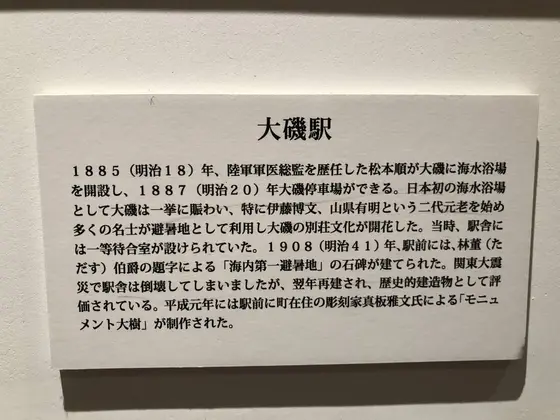 大磯駅
1885（明治18）年、陸軍軍医総監を歴任した松本順が大磯に海水浴場
を開設し、1887（明治20）年大磯停車場ができる。日本初の海水浴場
として大磯は一挙に賑わい、特に伊藤博文、山県有明という二代元老を始め
多くの名士が避暑地として利用し大磯の別荘文化が開花した。当時、駅舎に
は一等待合室が設けられていた。1908（明治41）年、駅前には、林董（た
だす）伯爵の題字による「海内第一避暑地」の石碑が建てられた。関東大震
災で駅舎は倒壊してしまいましたが、翌年再建され、歴史的建造物として評
価されている。平成元年には駅前に町在住の彫刻家真板雅文氏による「モニュ
メント大樹」が制作された。